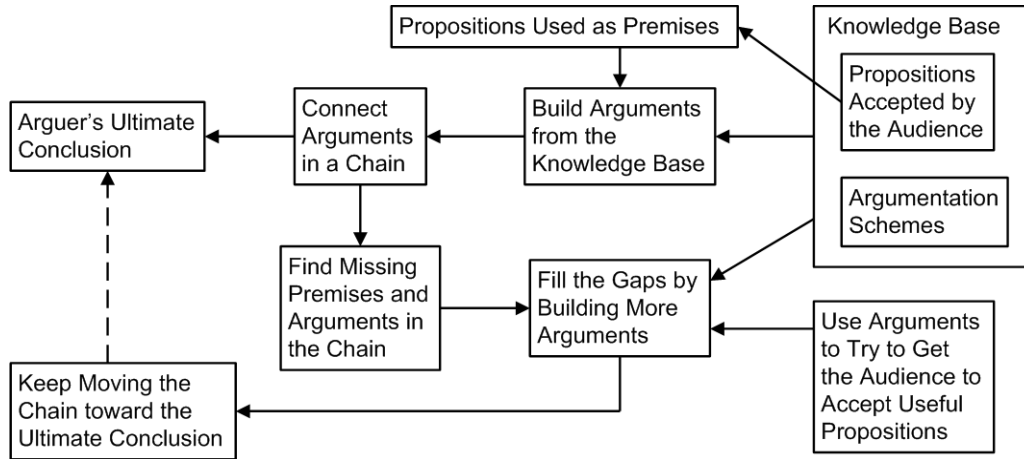 Propositions Used as Premises
Knowledge Base
Propositions
Accepted by
the Audience
Argumentation
Schemes
Build Arguments
from the
Knowledge Base
Connect
Arguments
in a Chain
Arguer's Ultimate
Conclusion
Find Missing
Premises and
Arguments in
the Chain
Fill the Gaps by
Building More
Arguments
Use Arguments
to Try to Get
the Audience to
Accept Useful
Propositions
Keep Moving the
Chain toward the
Ultimate Conclusion